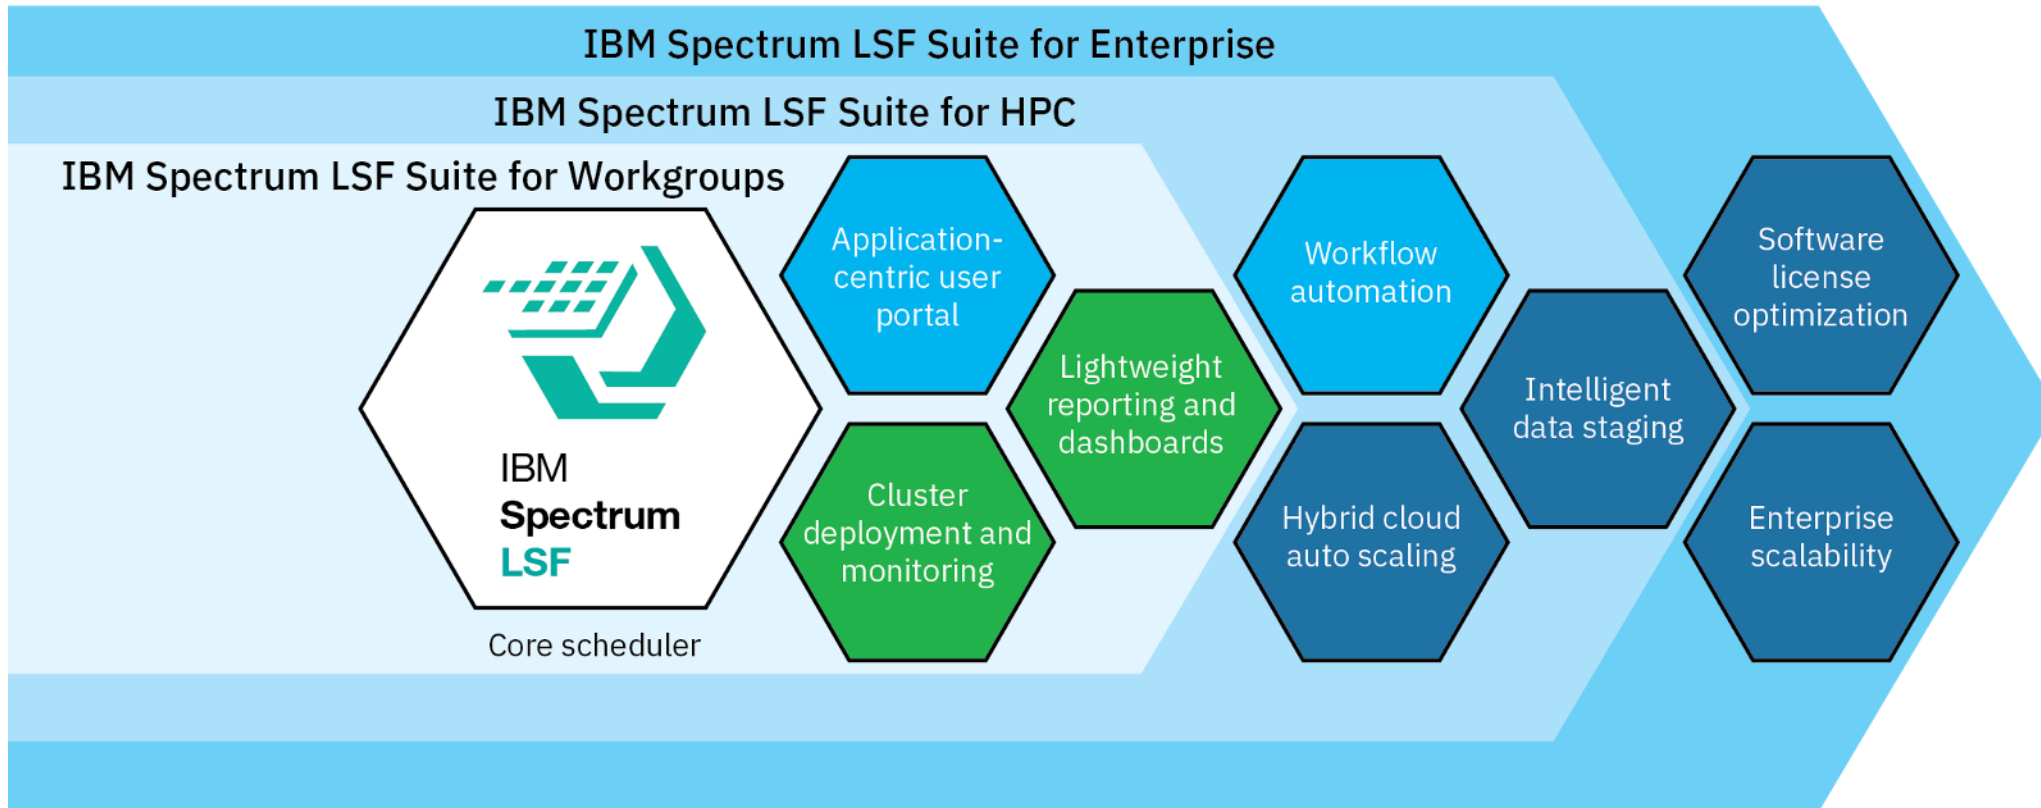 IBM Spectrum LSF Suite for Enterprise
IBM Spectrum LSF Suite for HPC
IBM Spectrum LSF Suite for Workgroups
IBM
Spectrum
LSF
Core scheduler
Application-
centric user
portal
Cluster
deployment and
monitoring
Lightweight
reporting and
dashboards
Workflow
automation
Hybrid cloud
auto scaling
Intelligent
data staging
Software
license
optimization
Enterprise
scalability